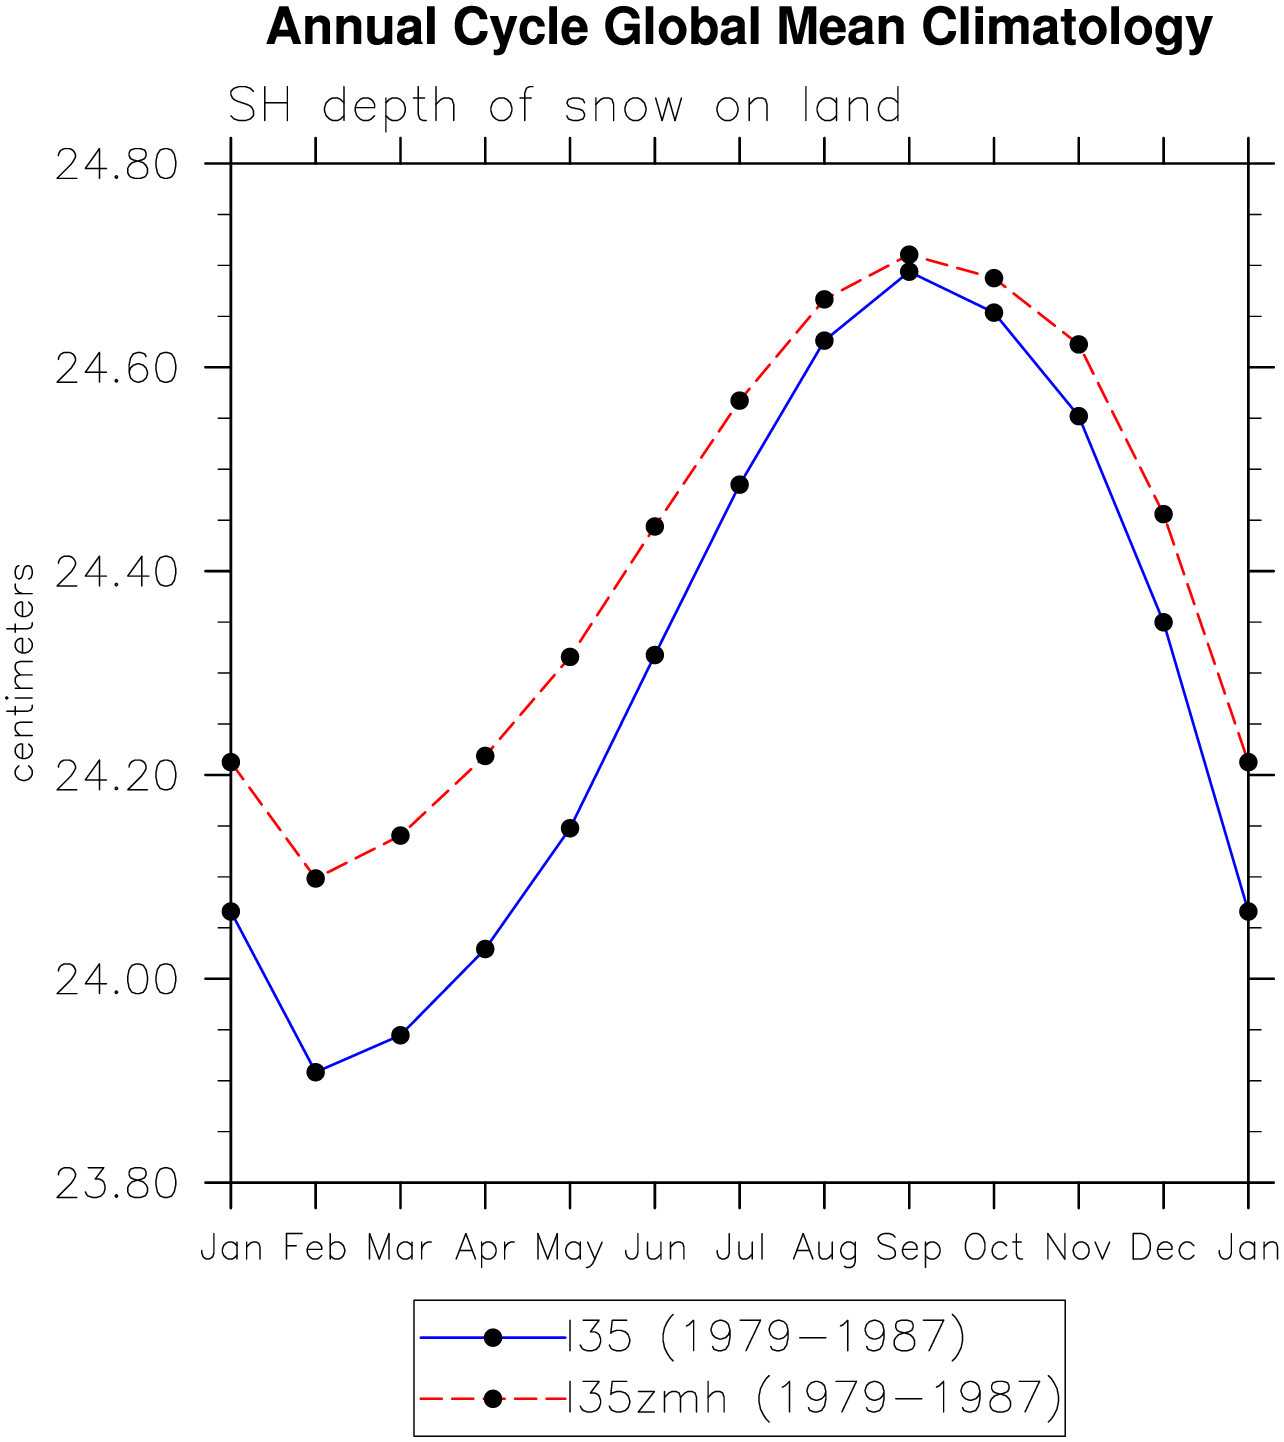 Annual Cycle Global Mean Climatology
SH depth of snow on land
24.80
24.60
24.40
24.20
24.00
23.80
centimeters
Jan Feb Mar Apr May Jun Jul Aug Sep Oct Nov Dec Jan
I35 (1979−1987)
I35zmh (1979−1987)